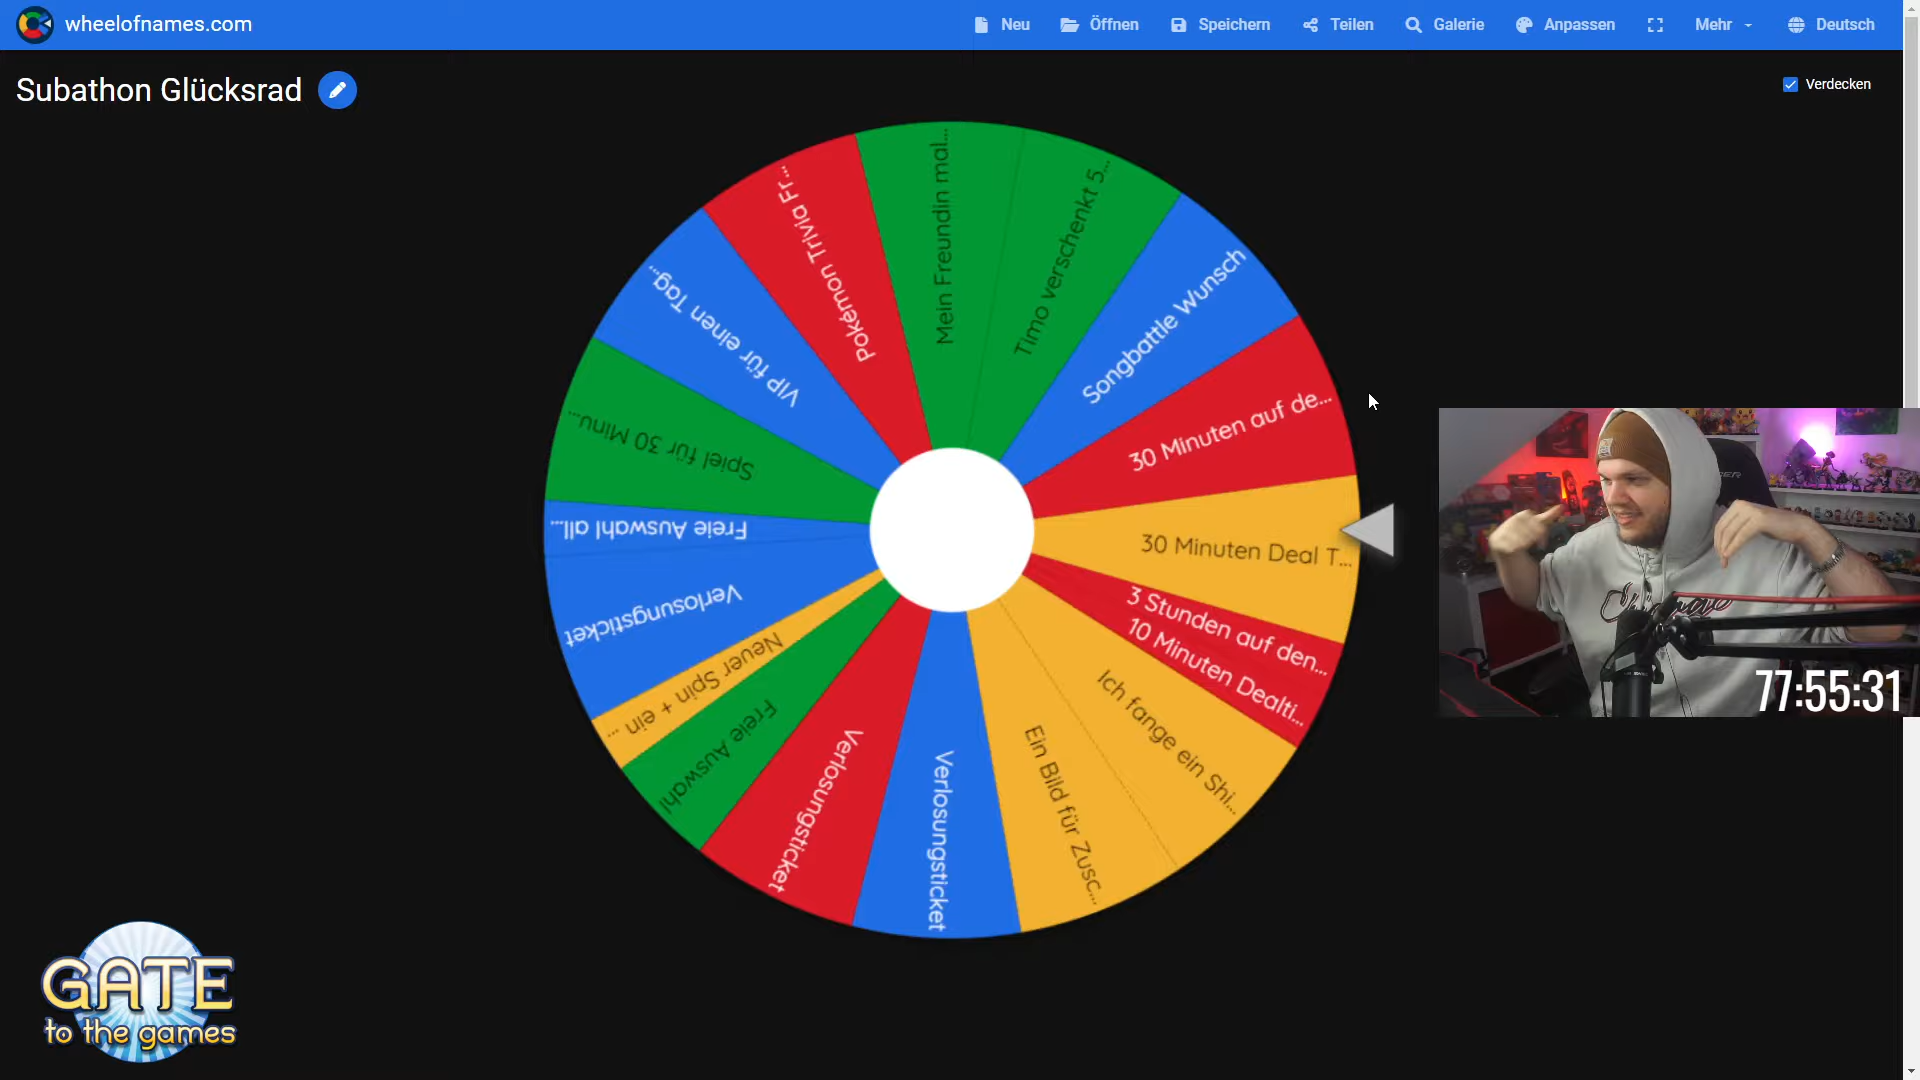 wheelofnames.com
Neu
Öffnen
Speichern
Teilen
Galerie
Anpassen
Mehr
Deutsch
Subathon Glücksrad
Verdecken
Mein Freundin mal...
Timo verschenkt 5...
Songbattle Wunsch
30 Minuten auf de...
30 Minuten Deal T...
3 Stunden auf den...
10 Minuten Dealti...
Ich fange ein Shi...
Ein Bild für Zusc...
Verlosungsticket
Verlosungsticket
Freie Auswahl
Neuer Spin + ein ...
Verlosungsticket
Freie Auswahl all...
Spiel für 30 Minu...
VIP für einen Tag...
Pokémon Trivia Fr...
77:55:31
GATE
to the games